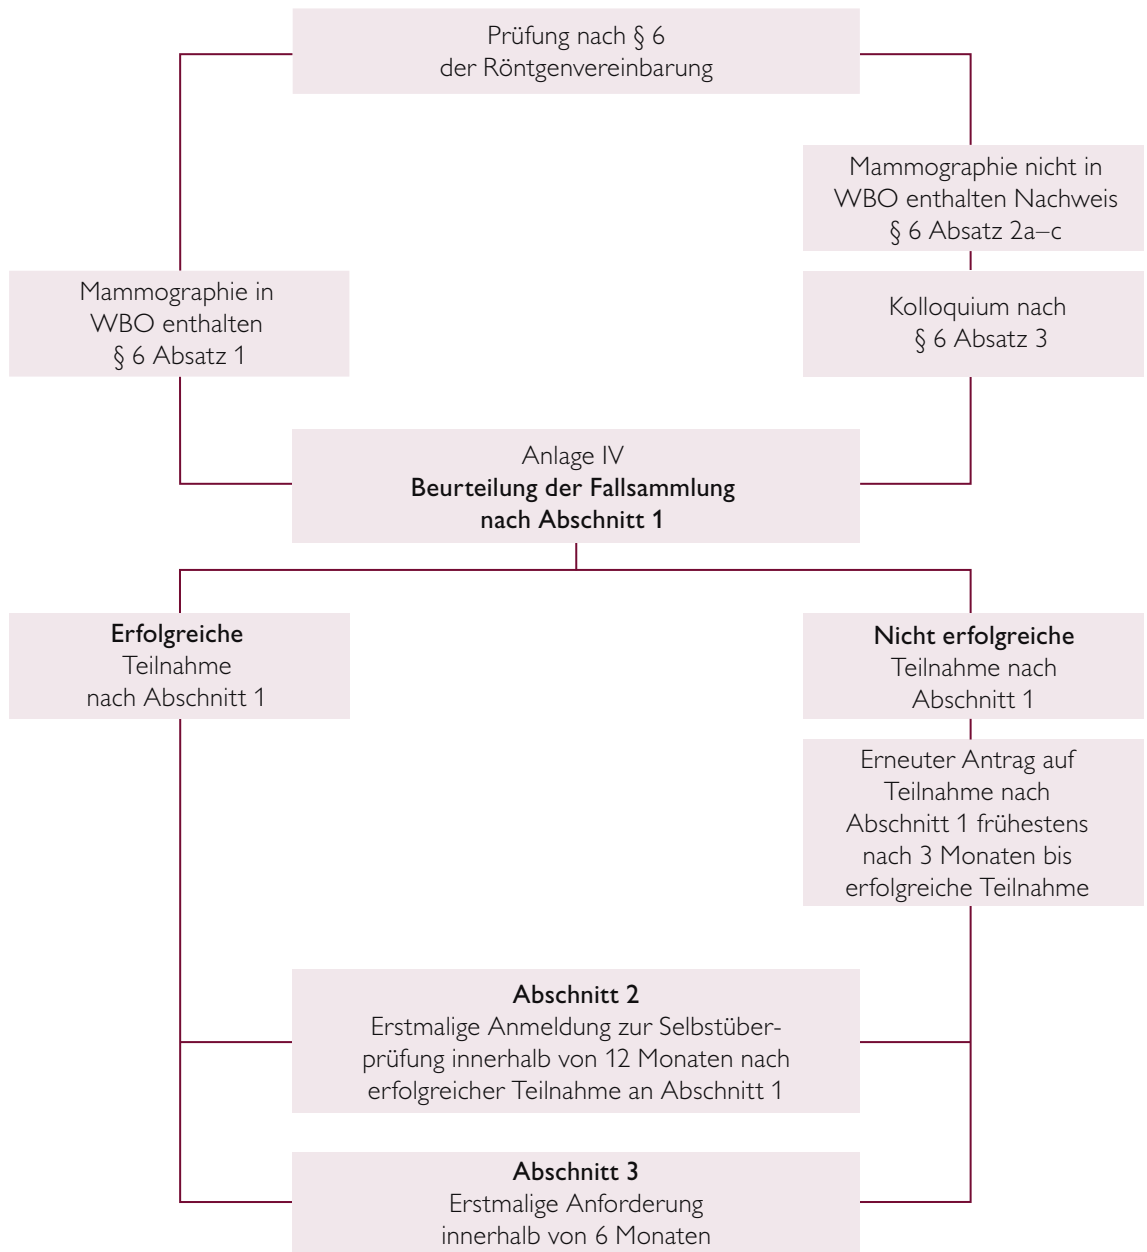 Prüfung nach § 6
der Röntgenvereinbarung
Mammographie nicht in
WBO enthalten Nachweis
§ 6 Absatz 2a–c
Mammographie in
WBO enthalten
§ 6 Absatz 1
Kolloquium nach
§ 6 Absatz 3
Anlage IV
Beurteilung der Fallsammlung
nach Abschnitt 1
Erfolgreiche
Teilnahme
nach Abschnitt 1
Nicht erfolgreiche
Teilnahme nach
Abschnitt 1
Erneuter Antrag auf
Teilnahme nach
Abschnitt 1 frühestens
nach 3 Monaten bis
erfolgreiche Teilnahme
Abschnitt 2
Erstmalige Anmeldung zur Selbstüber-
prüfung innerhalb von 12 Monaten nach
erfolgreicher Teilnahme an Abschnitt 1
Abschnitt 3
Erstmalige Anforderung
innerhalb von 6 Monaten